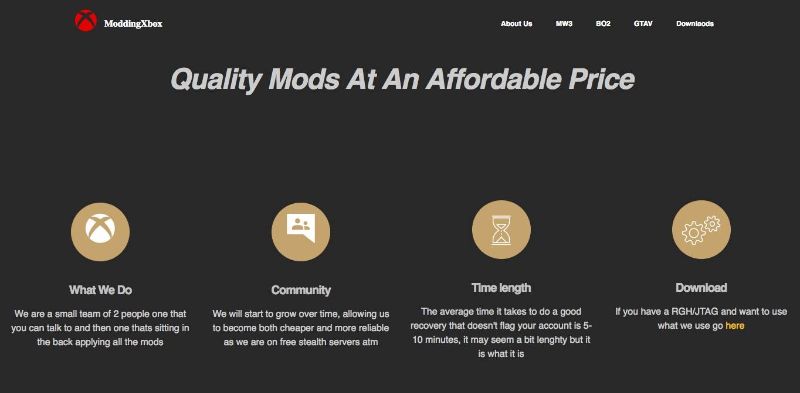 ModdingXbox
About Us MW3 BO2 GTAV Downloads
Quality Mods At An Affordable Price
What We Do
We are a small team of 2 people one that
you can talk to and then one thats sitting in
the back applying all the mods
Community
We will start to grow over time, allowing us
to become both cheaper and more reliable
as we are on free stealth servers atm
Time length
The average time it takes to do a good
recovery that doesn't flag your account is 5-
10 minutes, it may seem a bit lenghty but it
is what it is
Download
If you have a RGH/JTAG and want to use
what we use go here